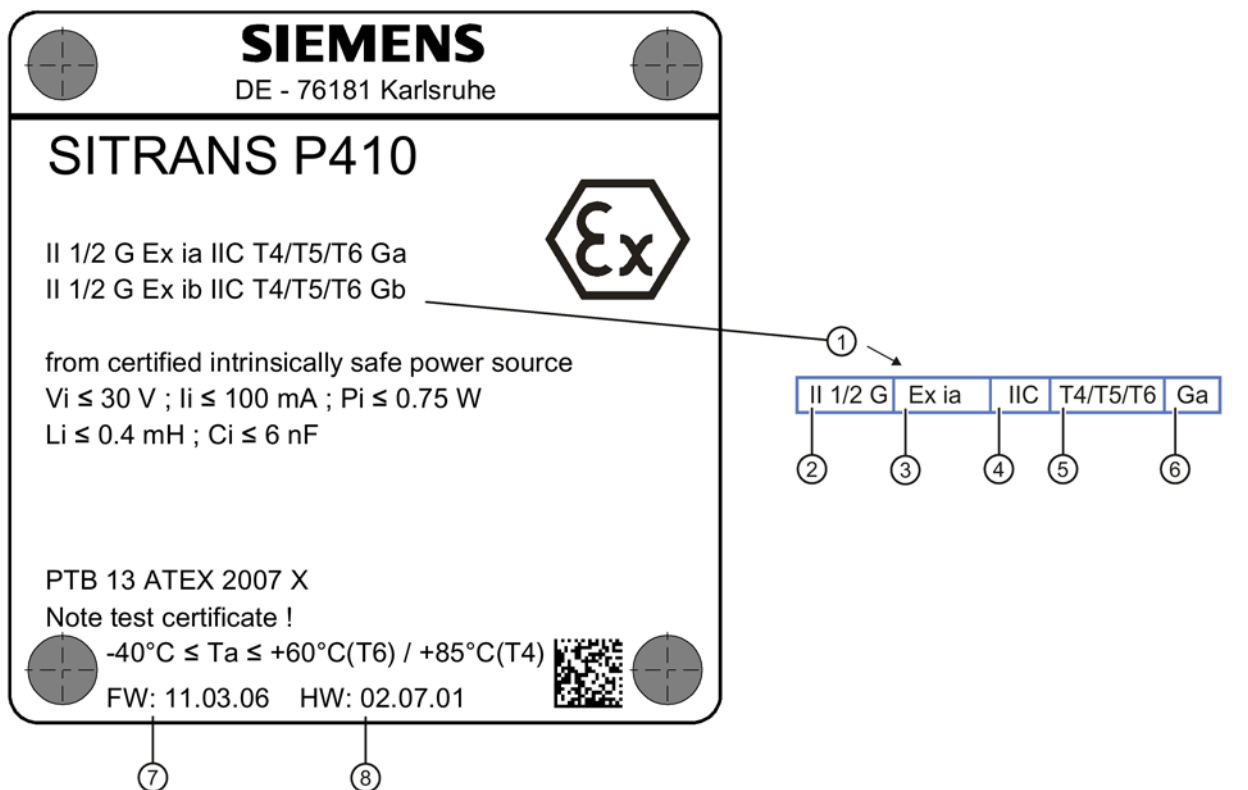 SIEMENS
DE - 76181 Karlsruhe
SITRANS P410
Ex
II 1/2 G Ex ia IIC T4/T5/T6 Ga
II 1/2 G Ex ib IIC T4/T5/T6 Gb
from certified intrinsically safe power source
Vi ≤ 30 V ; Ii ≤ 100 mA ; Pi ≤ 0.75 W
Li ≤ 0.4 mH ; Ci ≤ 6 nF
PTB 13 ATEX 2007 X
Note test certificate !
-40°C ≤ Ta ≤ +60°C(T6) / +85°C(T4)
FW: 11.03.06 HW: 02.07.01
7 8
1
II 1/2 G Ex ia IIC T4/T5/T6 Ga
2 3 4 5 6